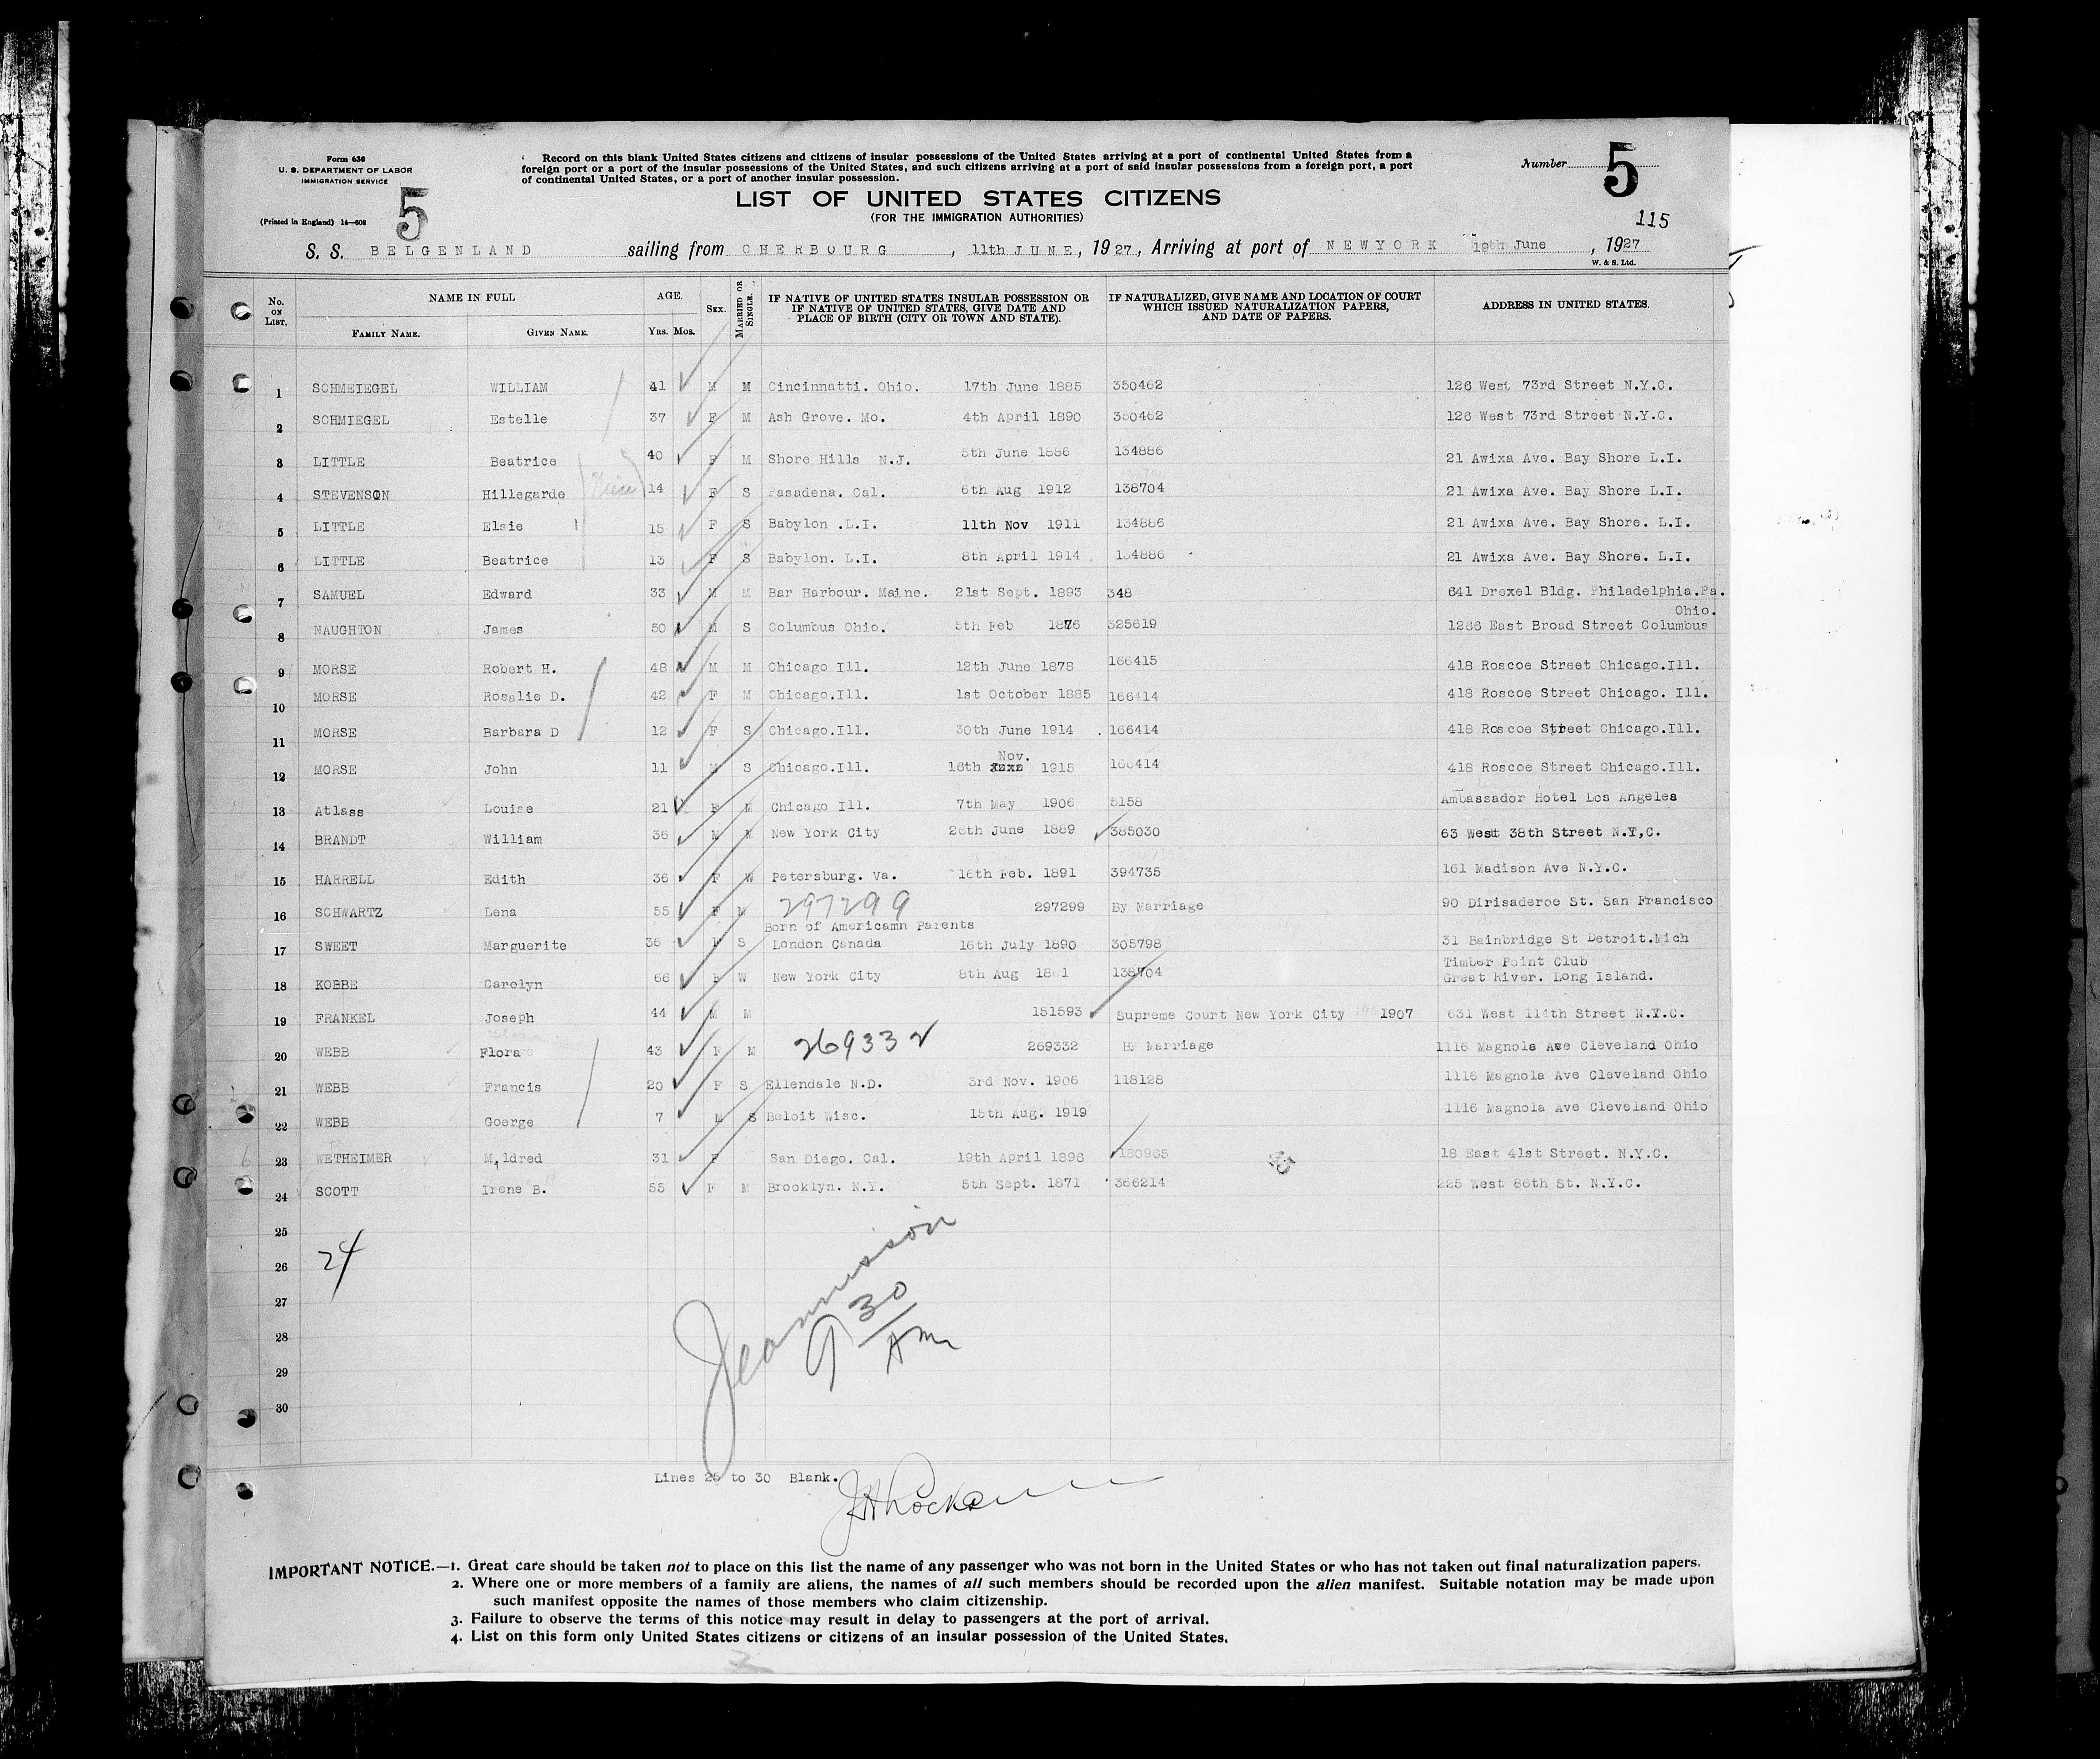 Form 630
U. S. DEPARTMENT OF LABOR
IMMIGRATION SERVICE
(Printed in England) 14—608
5
Record on this blank United States citizens and citizens of insular possessions of the United States arriving at a port of continental United States from a
foreign port or a port of the insular possessions of the United States, and such citizens arriving at a port of said insular possessions from a foreign port, a port
of continental United States, or a port of another insular possession.
Number 5
115
LIST OF UNITED STATES CITIZENS
(FOR THE IMMIGRATION AUTHORITIES)
S. S. BELGENLAND sailing from CHERBOURG, 11th JUNE, 1927, Arriving at port of NEWYORK 19th June, 1927
W. & S. Ltd.
No. ON LIST. NAME IN FULL FAMILY NAME. GIVEN NAME. AGE. Yrs. Mos. SEX. MARRIED OR SINGLE. IF NATIVE OF UNITED STATES INSULAR POSSESSION OR IF NATIVE OF UNITED STATES, GIVE DATE AND PLACE OF BIRTH (CITY OR TOWN AND STATE). IF NATURALIZED, GIVE NAME AND LOCATION OF COURT WHICH ISSUED NATURALIZATION PAPERS, AND DATE OF PAPERS. ADDRESS IN UNITED STATES.
1 SCHMEIEGEL WILLIAM 41 M M Cincinnatti. Ohio. 17th June 1885 350462 126 West 73rd Street N.Y.C.
2 SCHMIEGEL Estelle 37 F M Ash Grove. Mo. 4th April 1890 350462 126 West 73rd Street N.Y.C.
3 LITTLE Beatrice 40 F M Shore Hills N.J. 5th June 1886 134886 21 Awixa Ave. Bay Shore L.I.
4 STEVENSON Hillegarde 14 F S Pasadena. Cal. 6th Aug 1912 138704 21 Awixa Ave. Bay Shore L.I.
5 LITTLE Elsie 15 F S Babylon .L.I. 11th Nov 1911 134886 21 Awixa Ave. Bay Shore. L.I.
6 LITTLE Beatrice 13 F S Babylon. L.I. 8th April 1914 134886 21 Awixa Ave. Bay Shore. L.I.
7 SAMUEL Edward 33 M M Bar Harbour. Maine. 21st Sept. 1893 348 641 Drexel Bldg. Philadelphia.Pa.
Ohio.
8 NAUGHTON James 50 M S Columbus Ohio. 5th Feb 1876 325619 1266 East Broad Street Columbus
9 MORSE Robert H. 48 M M Chicago Ill. 12th June 1878 166415 418 Roscoe Street Chicago.Ill.
10 MORSE Rosalie D. 42 F M Chicago.Ill. 1st October 1885 166414 418 Roscoe Street Chicago. Ill.
11 MORSE Barbara D 12 F S Chicago.Ill. 30th June 1914 166414 418 Roscoe Street Chicago.Ill.
Nov.
12 MORSE John 11 M S Chicago.Ill. 16th 1915 166414 418 Roscoe Street Chicago.Ill.
13 Atlass Louise 21 F M Chicago Ill. 7th May 1906 5158 Ambassador Hotel Los Angeles
14 BRANDT William 36 M M New York City 26th June 1889 385030 63 West 38th Street N.Y,C.
15 HARRELL Edith 36 F W Petersburg. Va. 16th Feb. 1891 394735 161 Madison Ave N.Y.C.
16 SCHWARTZ Lena 55 F M 297299 297299 By Marriage 90 Dirisaderoe St. San Francisco
Born of Americamn Parents
17 SWEET Marguerite 36 F S London Canada 16th July 1890 305798 31 Bainbridge St Detroit.Mich
Timber Point Club
18 KOBBE Carolyn 66 F W New York City 8th Aug 1861 138704 Great River. Long Island.
19 FRANKEL Joseph 44 M M 151593 Supreme Court New York City 1907 631 West 114th Street N.Y.C.
20 WEBB Flora 43 F M 269332 269332 By Marriage 1116 Magnola Ave Cleveland Ohio
21 WEBB Francis 20 F S Ellendale N.D. 3rd Nov. 1906 118128 1116 Magnola Ave Cleveland Ohio
22 WEBB Goerge 7 M S Beloit Wisc. 15th Aug. 1919 1116 Magnola Ave Cleveland Ohio
23 WETHEIMER M,ldred 31 F San Diego. Cal. 19th April 1896 180965 18 East 41st Street. N.Y.C.
24 SCOTT Irene B. 55 F M Brooklyn. N.Y. 5th Sept. 1871 366214 225 West 86th St. N.Y.C.
25
26 24
27
28
29
30
9 30 Am
Lines 25 to 30 Blank.
IMPORTANT NOTICE.—1. Great care should be taken not to place on this list the name of any passenger who was not born in the United States or who has not taken out final naturalization papers.
2. Where one or more members of a family are aliens, the names of all such members should be recorded upon the alien manifest. Suitable notation may be made upon
such manifest opposite the names of those members who claim citizenship.
3. Failure to observe the terms of this notice may result in delay to passengers at the port of arrival.
4. List on this form only United States citizens or citizens of an insular possession of the United States.